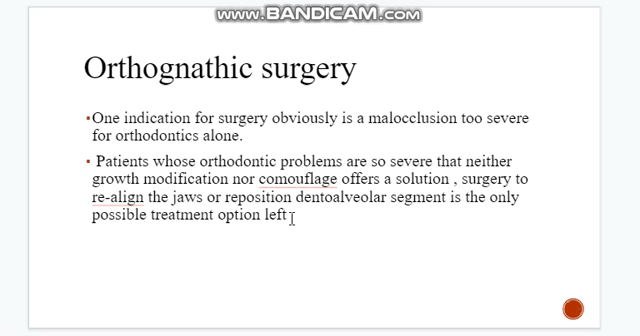 www.BANDICAM.com
Orthognathic surgery
▪One indication for surgery obviously is a malocclusion too severe
for orthodontics alone.
▪ Patients whose orthodontic problems are so severe that neither
growth modification nor comouflage offers a solution , surgery to
re-align the jaws or reposition dentoalveolar segment is the only
possible treatment option left